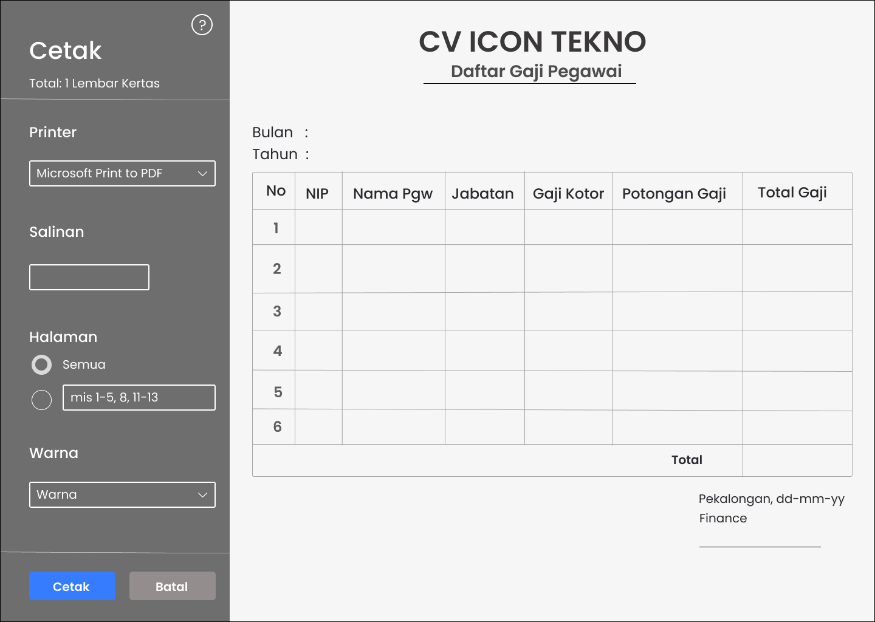 ?
Cetak
Total: 1 Lembar Kertas
Printer
Microsoft Print to PDF
Salinan
Halaman
Semua
mis 1-5, 8, 11-13
Warna
Warna
Cetak Batal
CV ICON TEKNO
Daftar Gaji Pegawai
Bulan :
Tahun :
No NIP Nama Pgw Jabatan Gaji Kotor Potongan Gaji Total Gaji
1
2
3
4
5
6
Total
Pekalongan, dd-mm-yy
Finance